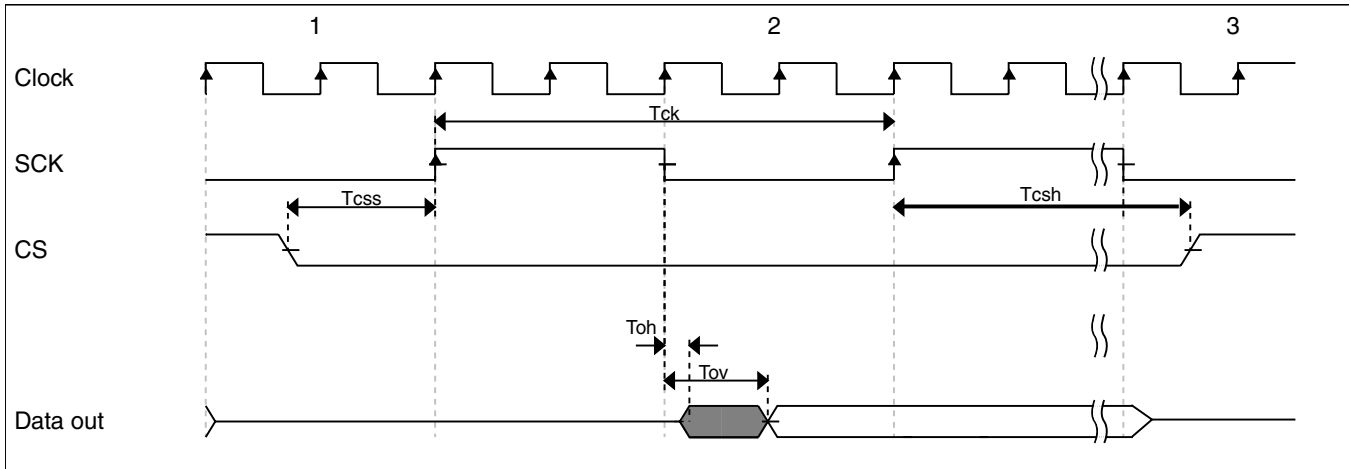 1 2 3
Clock
Tck
SCK
Tcss Tcsh
CS
Toh
Tov
Data out